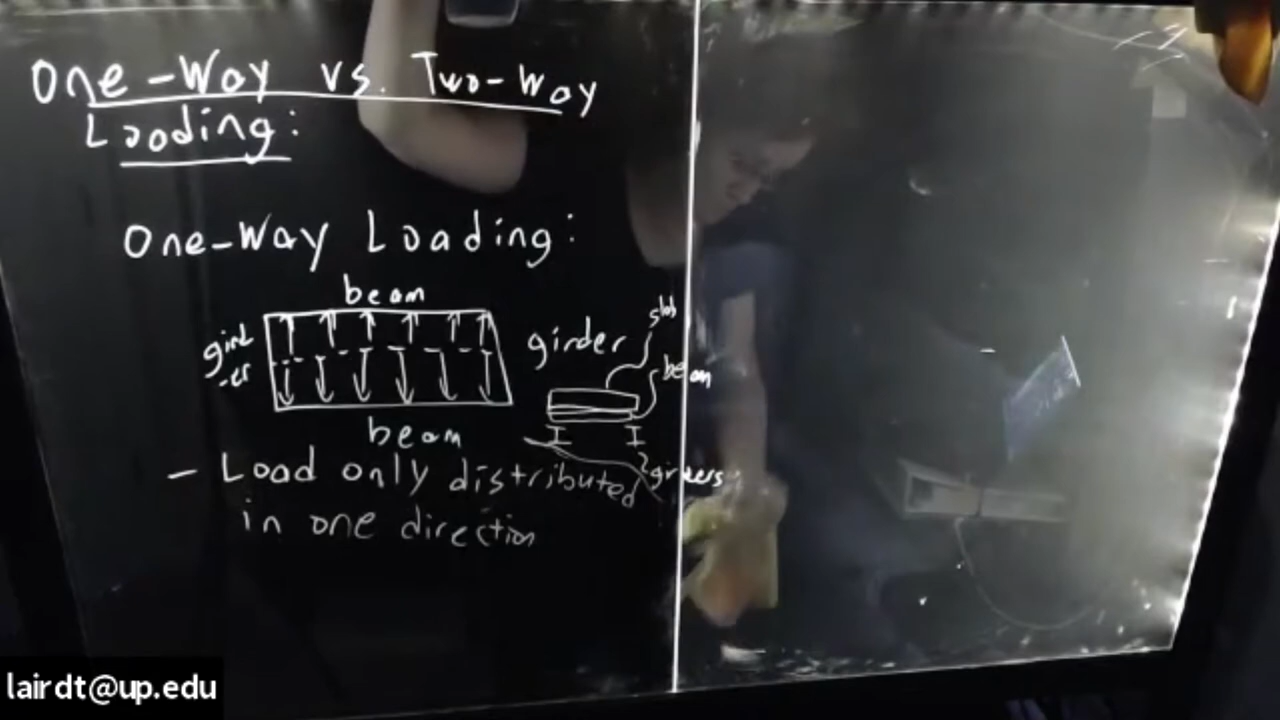 One-Way vs. Two-Way
Loading:
One-Way Loading:
beam
gird
-er
girder
slab
beam
beam
girders
- Load only distributed
in one direction
lairdt@up.edu